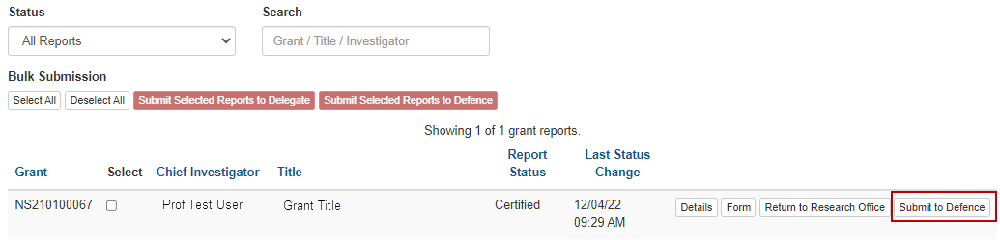 Status Search
All Reports Grant / Title / Investigator
Bulk Submission
Select All Deselect All Submit Selected Reports to Delegate Submit Selected Reports to Defence
Showing 1 of 1 grant reports.
Grant Select Chief Investigator Title Report Status Last Status Change
NS210100067 Prof Test User Grant Title Certified 12/04/22 09:29 AM Details Form Return to Research Office Submit to Defence